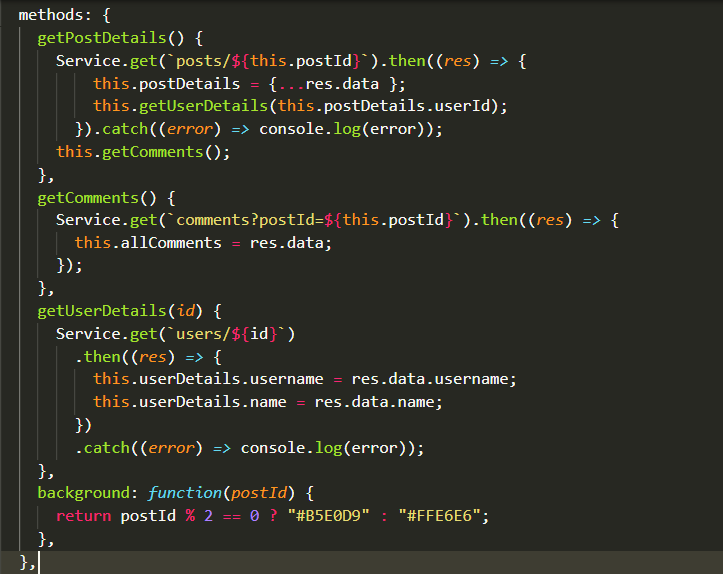 methods: {
  getPostDetails() {
    Service.get(`posts/${this.postId}`).then((res) => {
        this.postDetails = {...res.data };
        this.getUserDetails(this.postDetails.userId);
      }).catch((error) => console.log(error));
    this.getComments();
  },
  getComments() {
    Service.get(`comments?postId=${this.postId}`).then((res) => {
      this.allComments = res.data;
    });
  },
  getUserDetails(id) {
    Service.get(`users/${id}`)
      .then((res) => {
        this.userDetails.username = res.data.username;
        this.userDetails.name = res.data.name;
      })
      .catch((error) => console.log(error));
  },
  background: function(postId) {
    return postId % 2 == 0 ? "#B5E0D9" : "#FFE6E6";
  },
},